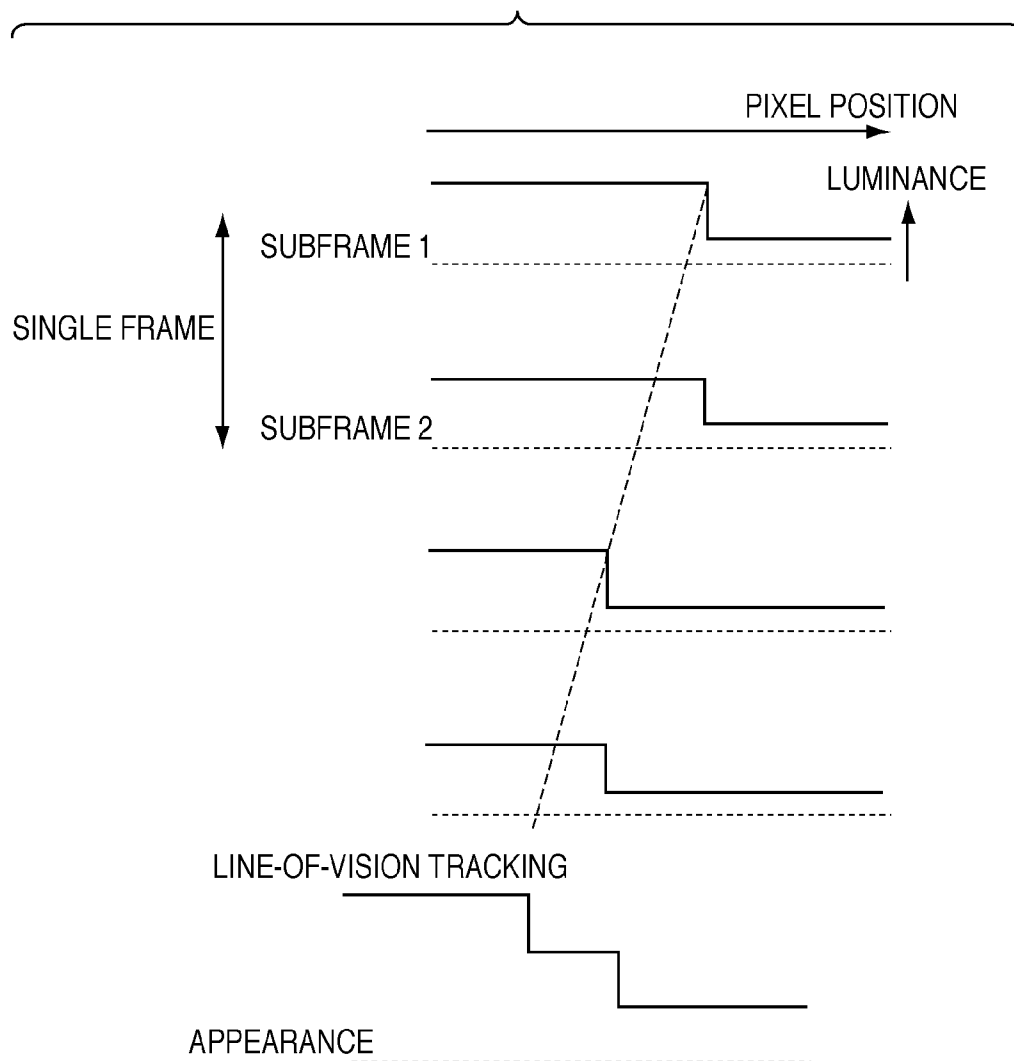 PIXEL POSITION
LUMINANCE
SUBFRAME 1
SINGLE FRAME
SUBFRAME 2
LINE-OF-VISION TRACKING
APPEARANCE